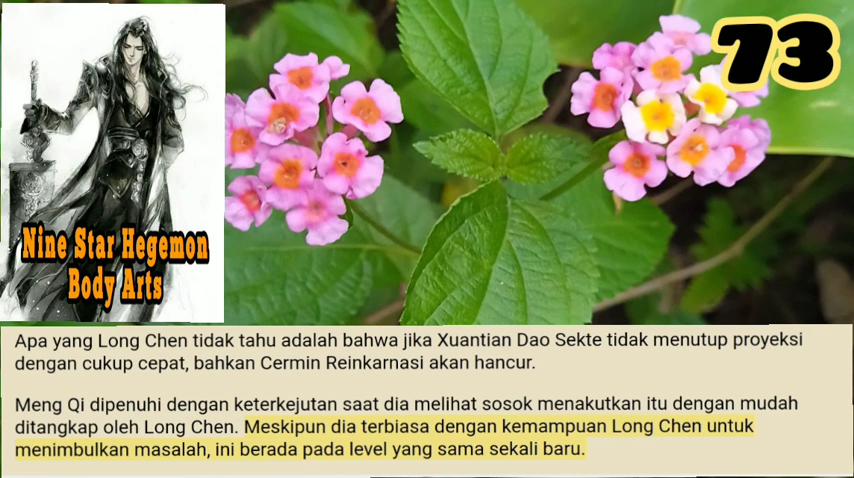 73
Nine Star Hegemon
Body Arts
Apa yang Long Chen tidak tahu adalah bahwa jika Xuantian Dao Sekte tidak menutup proyeksi
dengan cukup cepat, bahkan Cermin Reinkarnasi akan hancur.
Meng Qi dipenuhi dengan keterkejutan saat dia melihat sosok menakutkan itu dengan mudah
ditangkap oleh Long Chen. Meskipun dia terbiasa dengan kemampuan Long Chen untuk
menimbulkan masalah, ini berada pada level yang sama sekali baru.